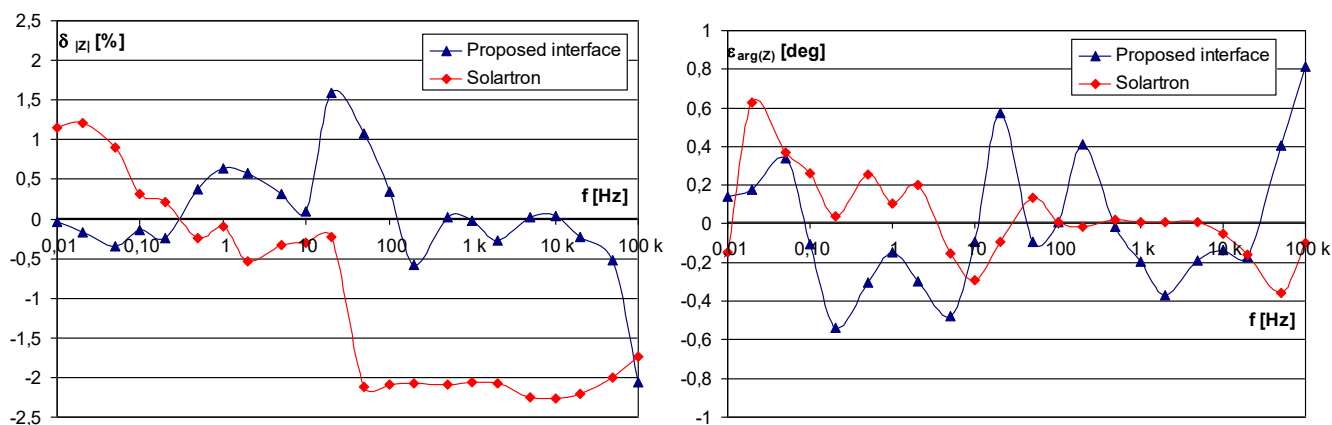 2,5
δ |Z| [%]
2
1,5
1
0,5
0
-0,5
-1
-1,5
-2
-2,5
Proposed interface
Solartron
f [Hz]
0,01 0,10 1 10 100 1 k 10 k 100 k
1
εarg(Z) [deg]
0,8
0,6
0,4
0,2
0
-0,2
-0,4
-0,6
-0,8
-1
Proposed interface
Solartron
0,01 0,10 1 10 100 1 k 10 k 100 k
f [Hz]